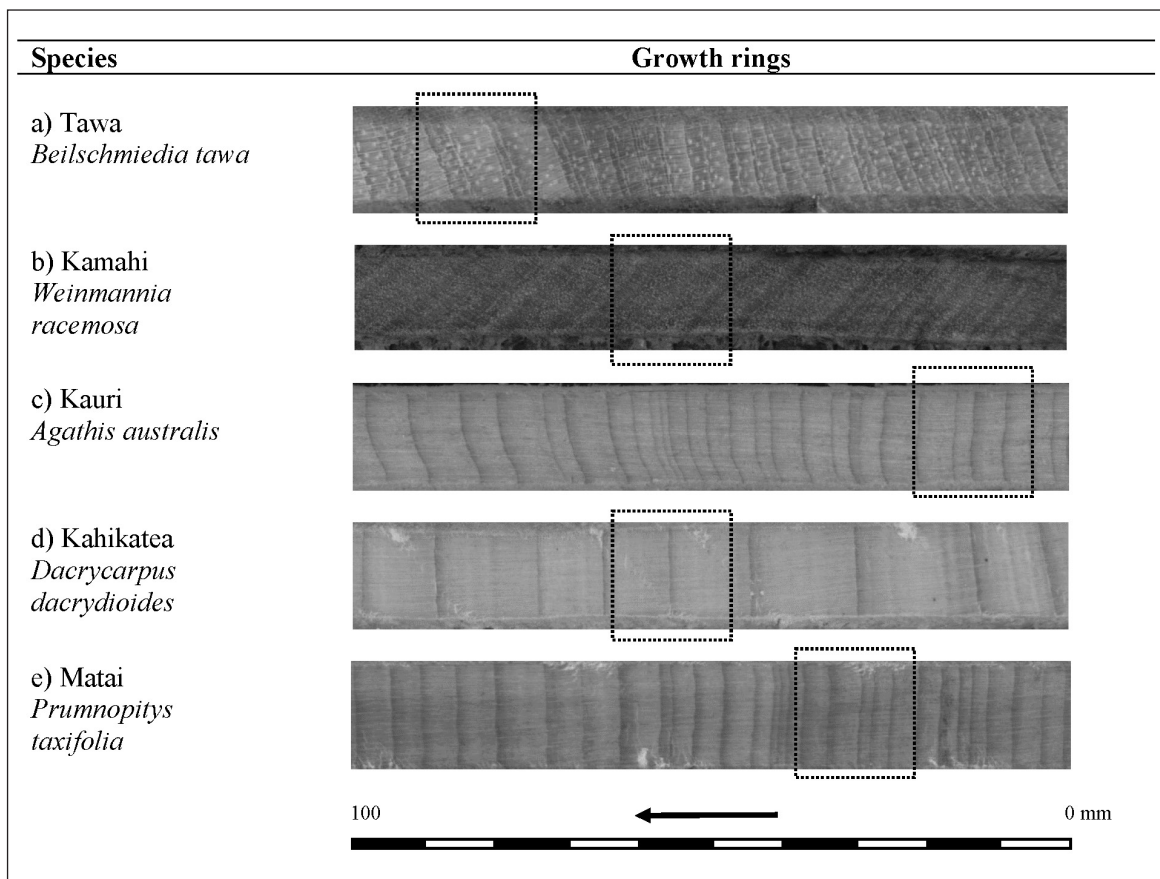 Species Growth rings
a) Tawa
Beilschmiedia tawa
b) Kamahi
Weinmannia
racemosa
c) Kauri
Agathis australis
d) Kahikatea
Dacrycarpus
dacrydioides
e) Matai
Prumnopitys
taxifolia
100 0 mm